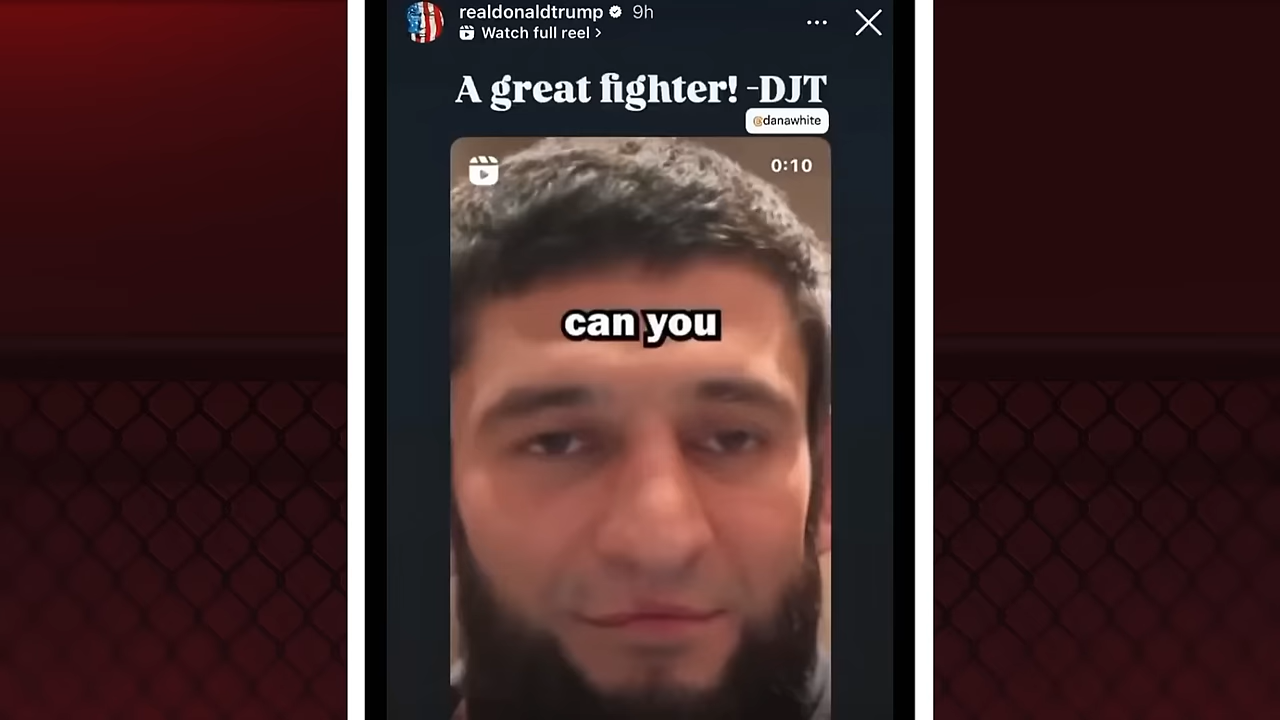 realdonaldtrump 9h
Watch full reel >
A great fighter! -DJT
@danawhite
0:10
can you